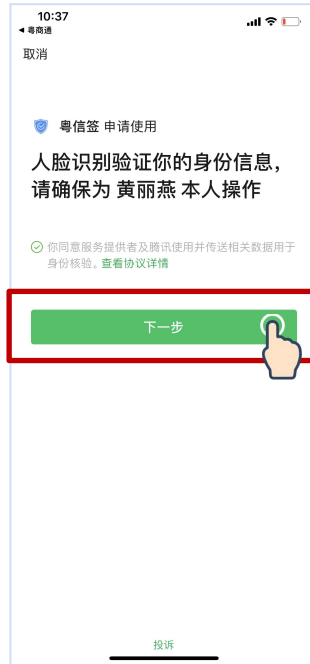 10:37
◀ 粤商通
取消
粤信签 申请使用
人脸识别验证你的身份信息，
请确保为 黄丽燕 本人操作
你同意服务提供者及腾讯使用并传送相关数据用于
身份核验。查看协议详情
下一步
投诉